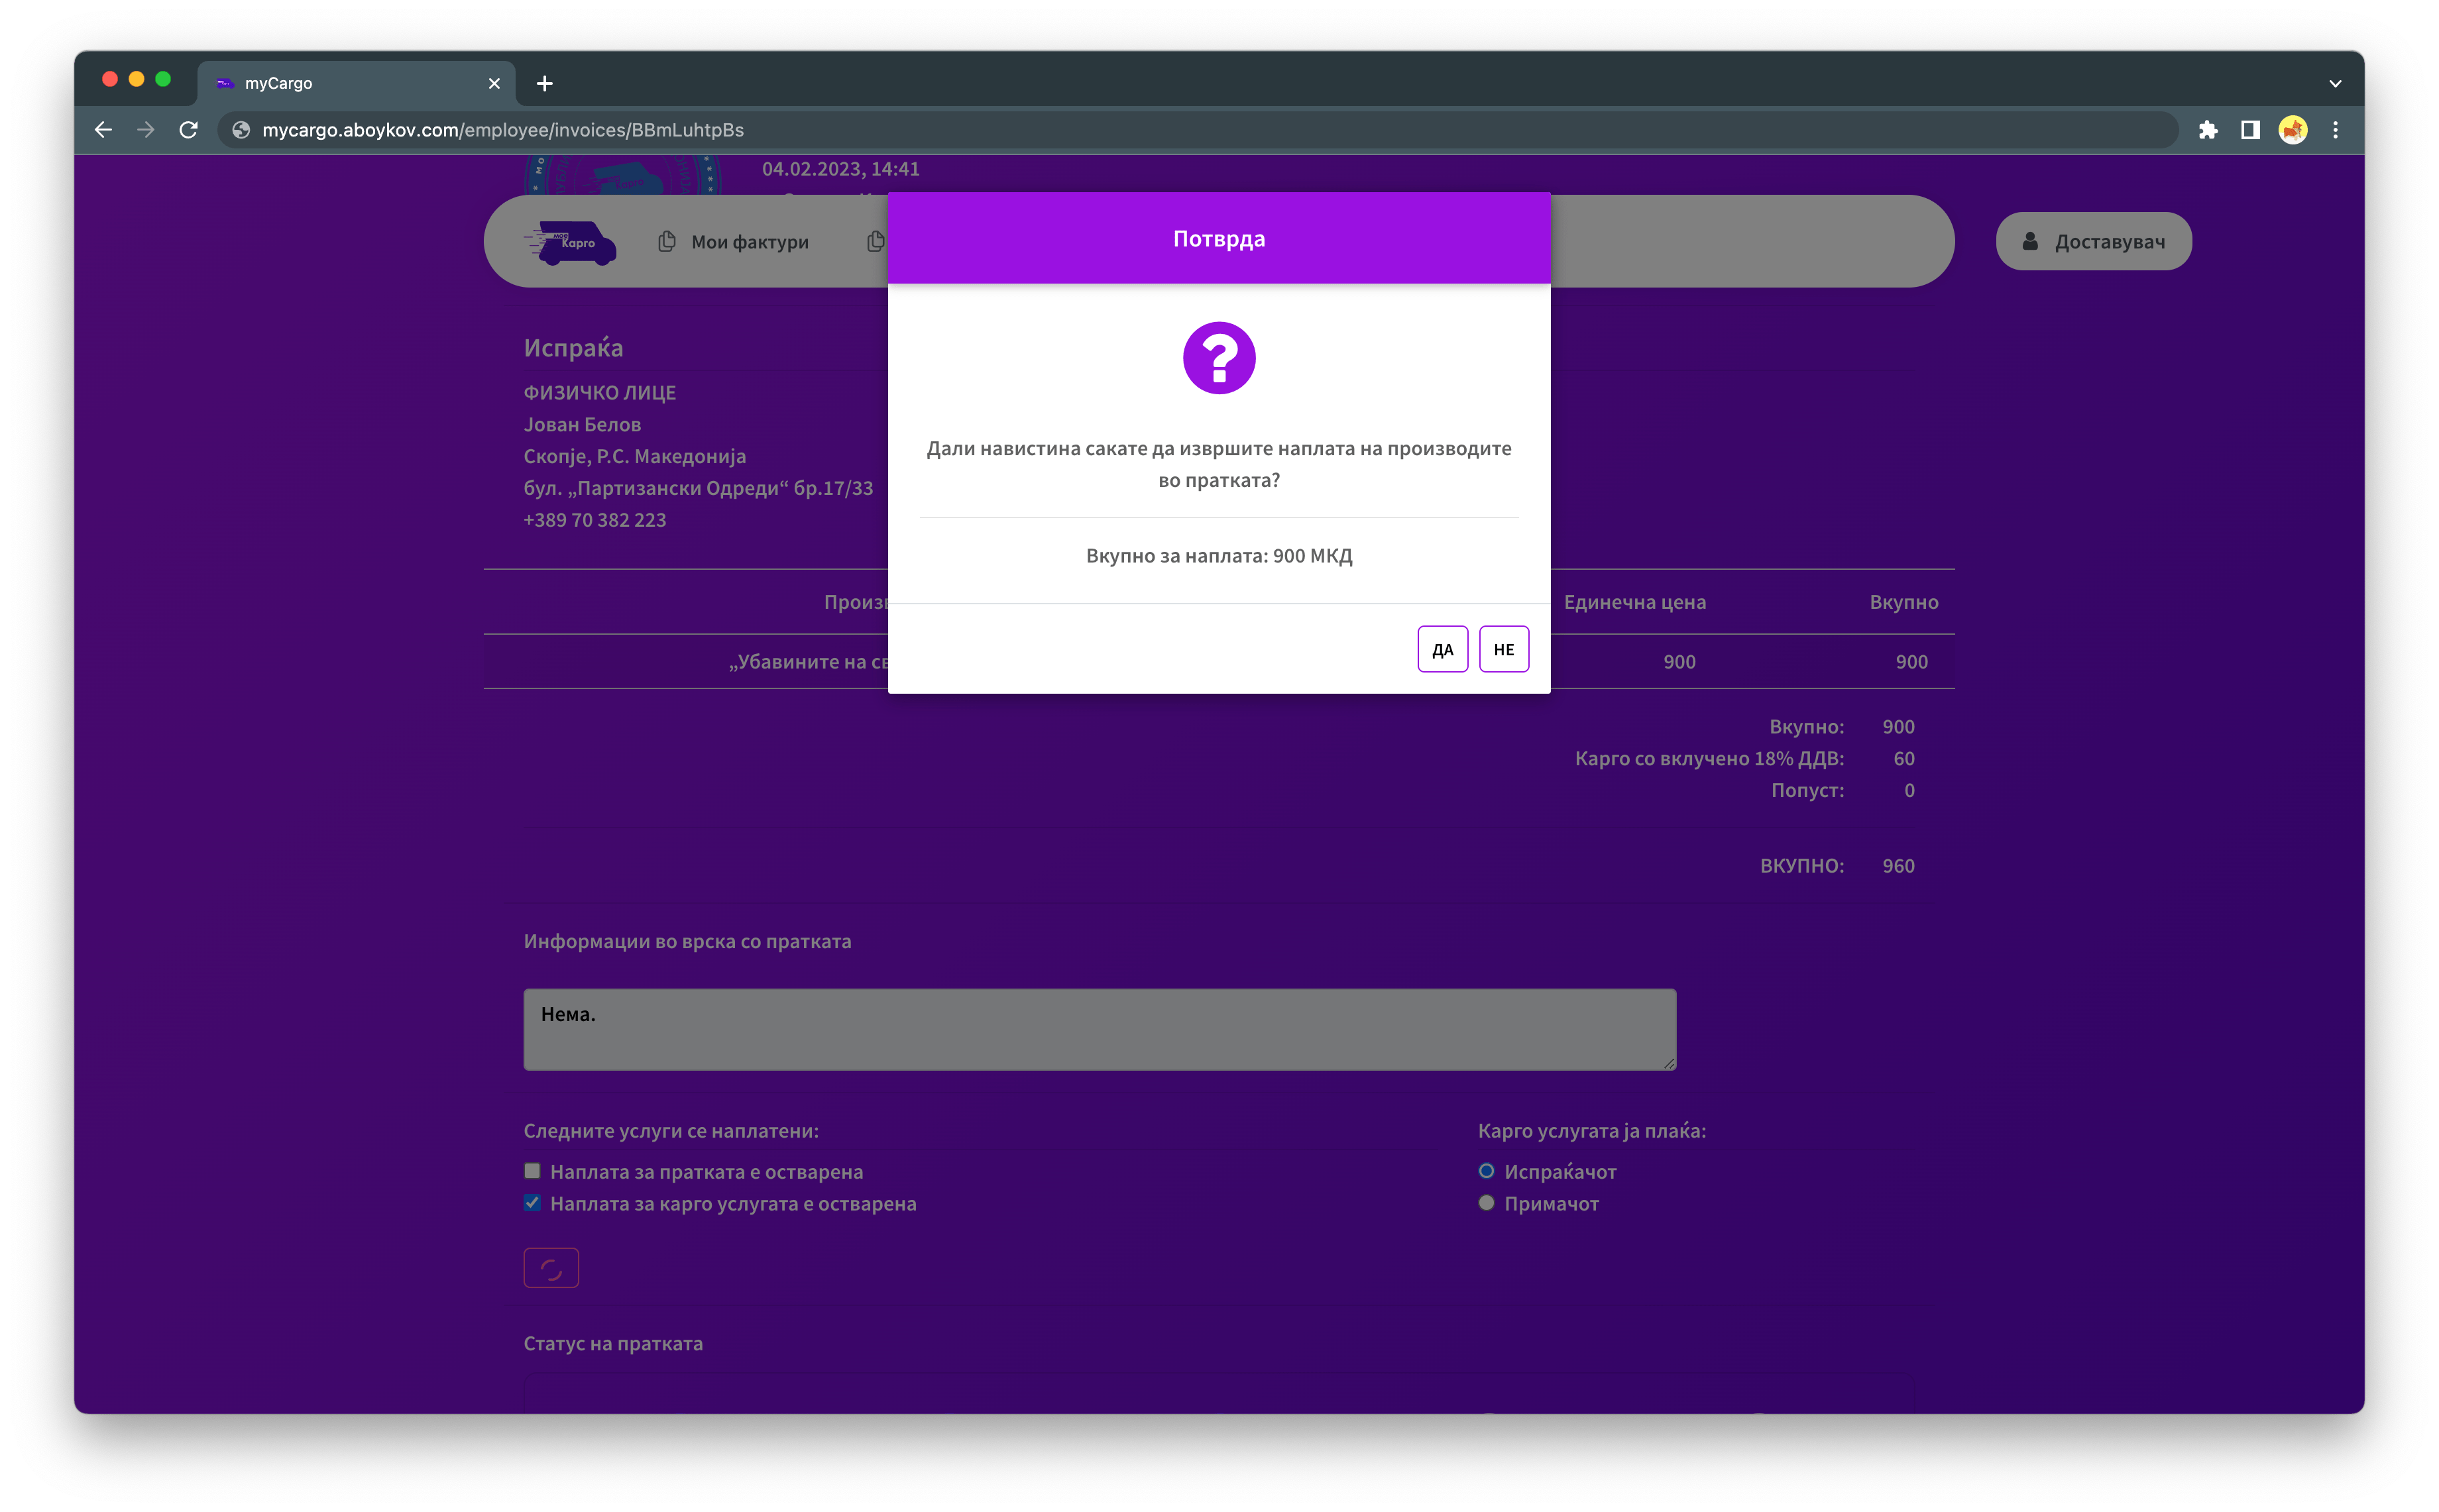 myCargo
mycargo.aboykov.com/employee/invoices/BBmLuhtpBs
04.02.2023, 14:41
МОЈ
Карго
Мои фактури
Доставувач
Потврда
Дали навистина сакате да извршите наплата на производите
во пратката?
Вкупно за наплата: 900 МКД
ДА
НЕ
Испраќа
ФИЗИЧКО ЛИЦЕ
Јован Белов
Скопје, Р.С. Македонија
бул. „Партизански Одреди“ бр.17/33
+389 70 382 223
Единечна цена Вкупно
„Убавините на 900 900
Вкупно: 900
Карго со вклучено 18% ДДВ: 60
Попуст: 0
ВКУПНО: 960
Информации во врска со пратката
Нема.
Следните услуги се наплатени:
Наплата за пратката е остварена
Наплата за карго услугата е остварена
Карго услугата ја плаќа:
Испраќачот
Примачот
Статус на пратката